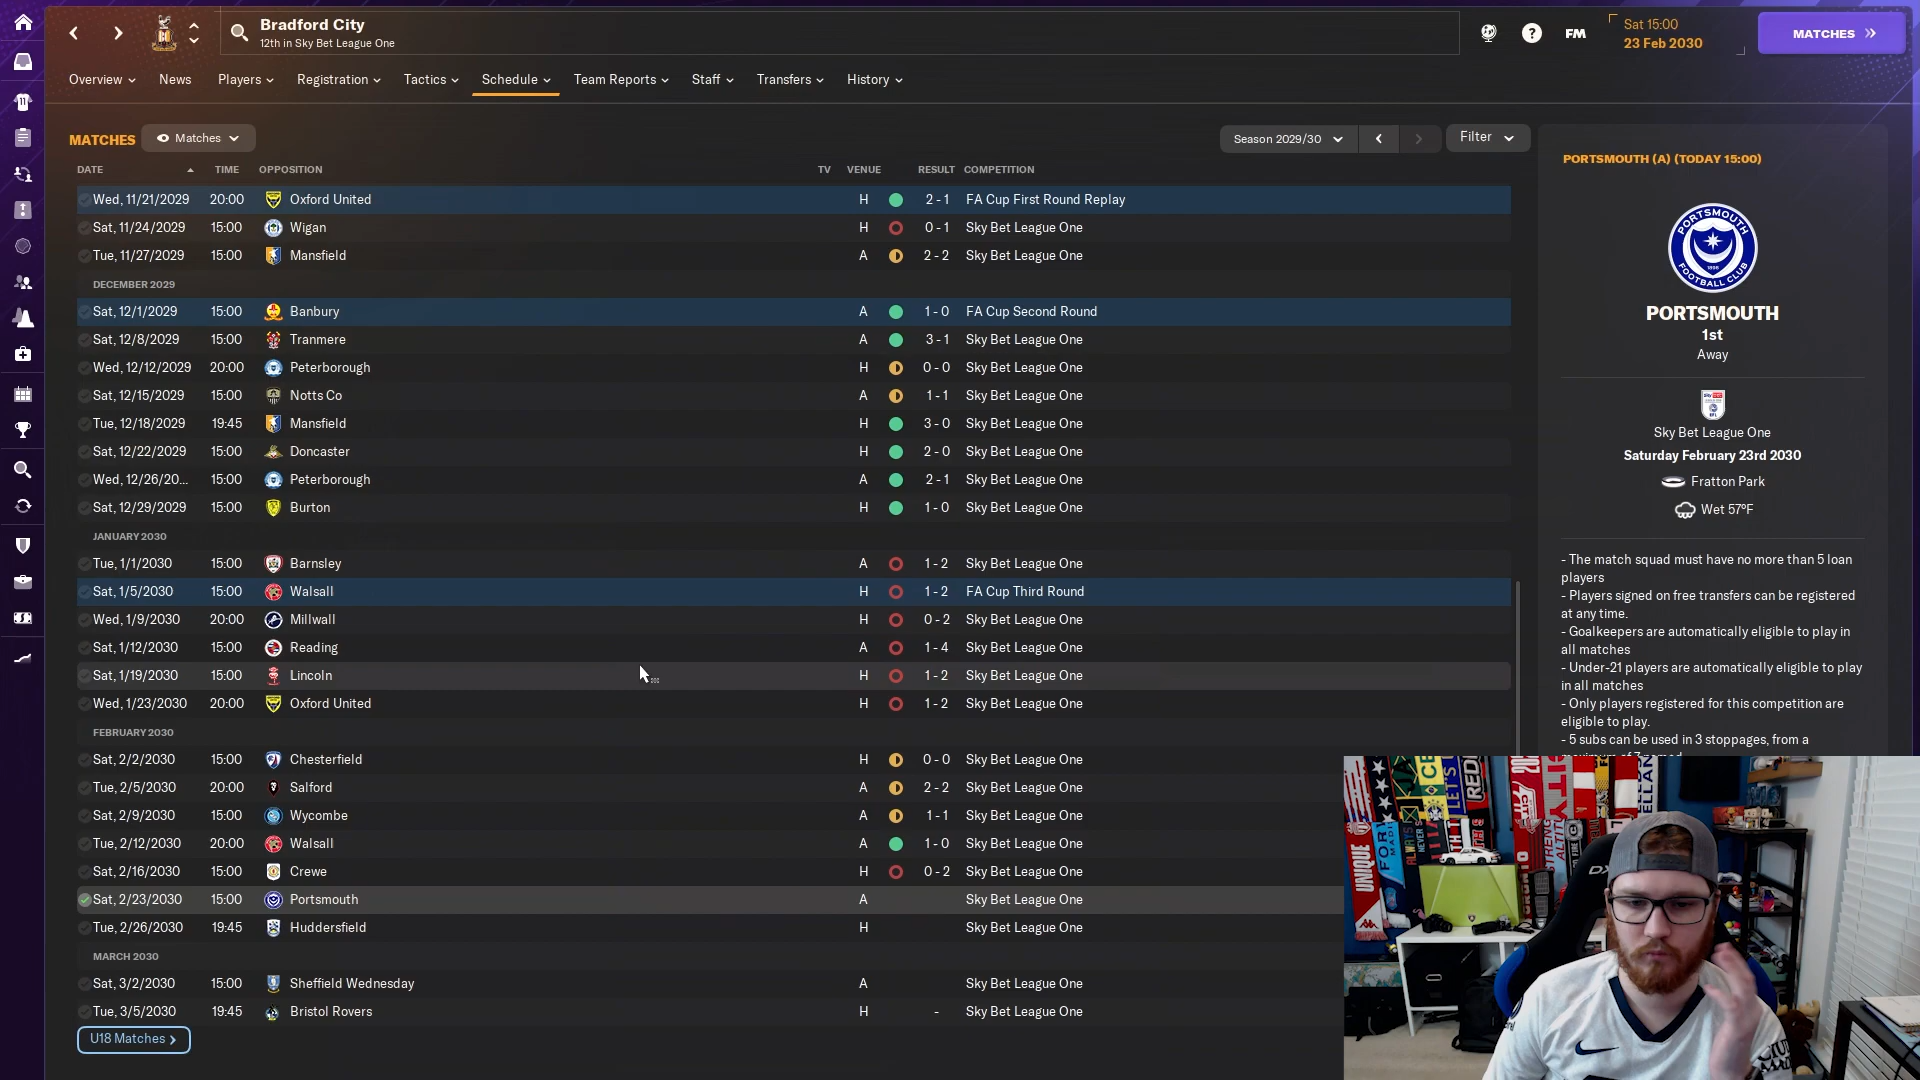 Bradford City
12th in Sky Bet League One
FM
Sat 15:00
23 Feb 2030
MATCHES
Overview
News
Players
Registration
Tactics
Schedule
Team Reports
Staff
Transfers
History
MATCHES
Matches
Season 2029/30
Filter
DATE TIME OPPOSITION TV VENUE RESULT COMPETITION
Wed, 11/21/2029 20:00 Oxford United H 2 - 1 FA Cup First Round Replay
Sat, 11/24/2029 15:00 Wigan H 0 - 1 Sky Bet League One
Tue, 11/27/2029 15:00 Mansfield A 2 - 2 Sky Bet League One
DECEMBER 2029
Sat, 12/1/2029 15:00 Banbury A 1 - 0 FA Cup Second Round
Sat, 12/8/2029 15:00 Tranmere A 3 - 1 Sky Bet League One
Wed, 12/12/2029 20:00 Peterborough H 0 - 0 Sky Bet League One
Sat, 12/15/2029 15:00 Notts Co A 1 - 1 Sky Bet League One
Tue, 12/18/2029 19:45 Mansfield H 3 - 0 Sky Bet League One
Sat, 12/22/2029 15:00 Doncaster H 2 - 0 Sky Bet League One
Wed, 12/26/20... 15:00 Peterborough A 2 - 1 Sky Bet League One
Sat, 12/29/2029 15:00 Burton H 1 - 0 Sky Bet League One
JANUARY 2030
Tue, 1/1/2030 15:00 Barnsley A 1 - 2 Sky Bet League One
Sat, 1/5/2030 15:00 Walsall H 1 - 2 FA Cup Third Round
Wed, 1/9/2030 20:00 Millwall H 0 - 2 Sky Bet League One
Sat, 1/12/2030 15:00 Reading A 1 - 4 Sky Bet League One
Sat, 1/19/2030 15:00 Lincoln H 1 - 2 Sky Bet League One
Wed, 1/23/2030 20:00 Oxford United H 1 - 2 Sky Bet League One
FEBRUARY 2030
Sat, 2/2/2030 15:00 Chesterfield H 0 - 0 Sky Bet League One
Tue, 2/5/2030 20:00 Salford A 2 - 2 Sky Bet League One
Sat, 2/9/2030 15:00 Wycombe A 1 - 1 Sky Bet League One
Tue, 2/12/2030 20:00 Walsall A 1 - 0 Sky Bet League One
Sat, 2/16/2030 15:00 Crewe H 0 - 2 Sky Bet League One
Sat, 2/23/2030 15:00 Portsmouth A Sky Bet League One
Tue, 2/26/2030 19:45 Huddersfield H Sky Bet League One
MARCH 2030
Sat, 3/2/2030 15:00 Sheffield Wednesday A Sky Bet League One
Tue, 3/5/2030 19:45 Bristol Rovers H - Sky Bet League One
U18 Matches
PORTSMOUTH (A) (TODAY 15:00)
PORTSMOUTH
FOOTBALL CLUB
PORTSMOUTH
1st
Away
Sky Bet League One
Saturday February 23rd 2030
Fratton Park
Wet 57ºF
- The match squad must have no more than 5 loan
players
- Players signed on free transfers can be registered
at any time.
- Goalkeepers are automatically eligible to play in
all matches
- Under-21 players are automatically eligible to play
in all matches
- Only players registered for this competition are
eligible to play.
- 5 subs can be used in 3 stoppages, from a
UNIQUE